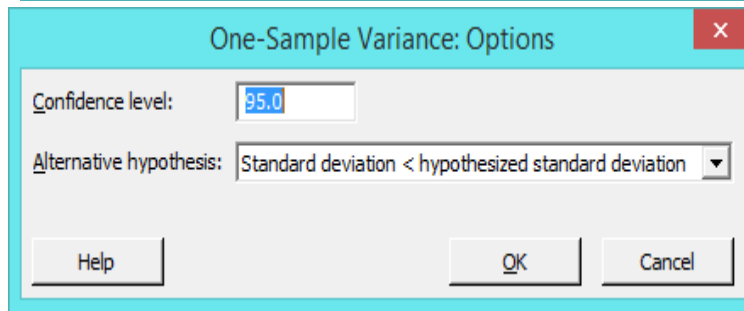 One-Sample Variance: Options
x
Confidence level: 95.0
Alternative hypothesis: Standard deviation < hypothesized standard deviation
Help OK Cancel